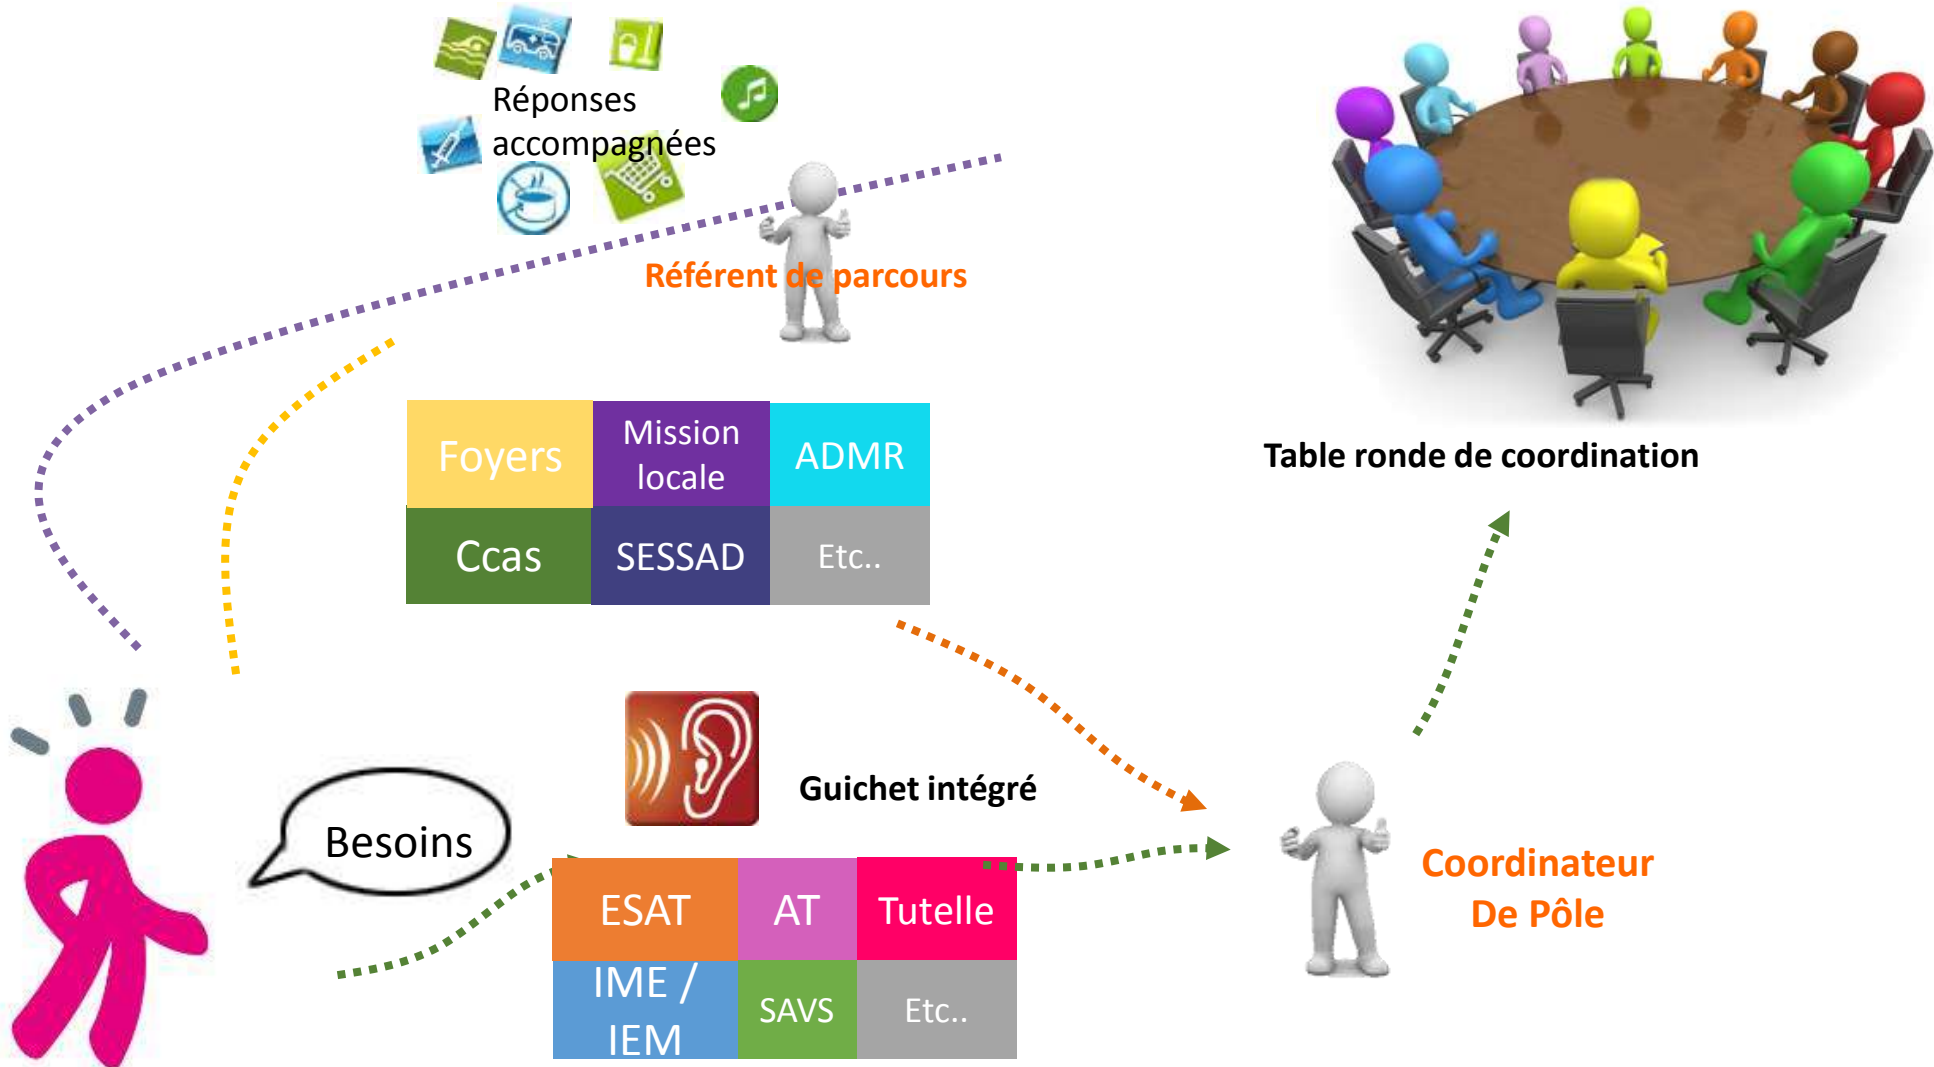 Réponses
accompagnées
Référent de parcours
Foyers
Mission
locale
ADMR
Ccas
SESSAD
Etc..
Table ronde de coordination
Guichet intégré
Besoins
ESAT
AT
Tutelle
IME /
IEM
SAVS
Etc..
Coordinateur
De Pôle